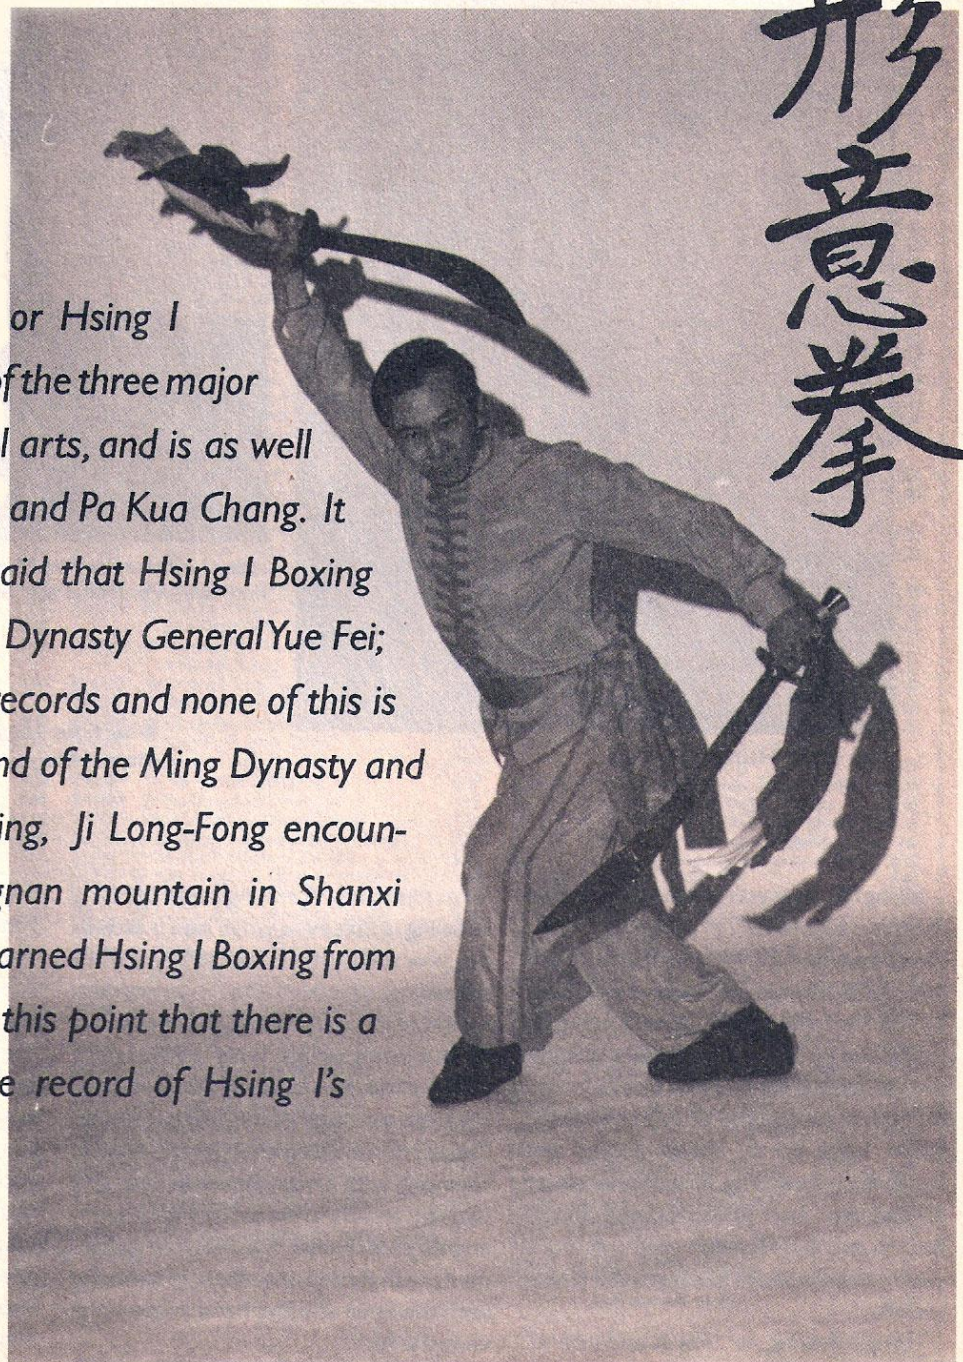 形
意
拳
or Hsing I
of the three major
l arts, and is as well
and Pa Kua Chang. It
aid that Hsing I Boxing
Dynasty General Yue Fei;
records and none of this is
nd of the Ming Dynasty and
ing, Ji Long-Fong encoun-
gnan mountain in Shanxi
arned Hsing I Boxing from
this point that there is a
e record of Hsing I's